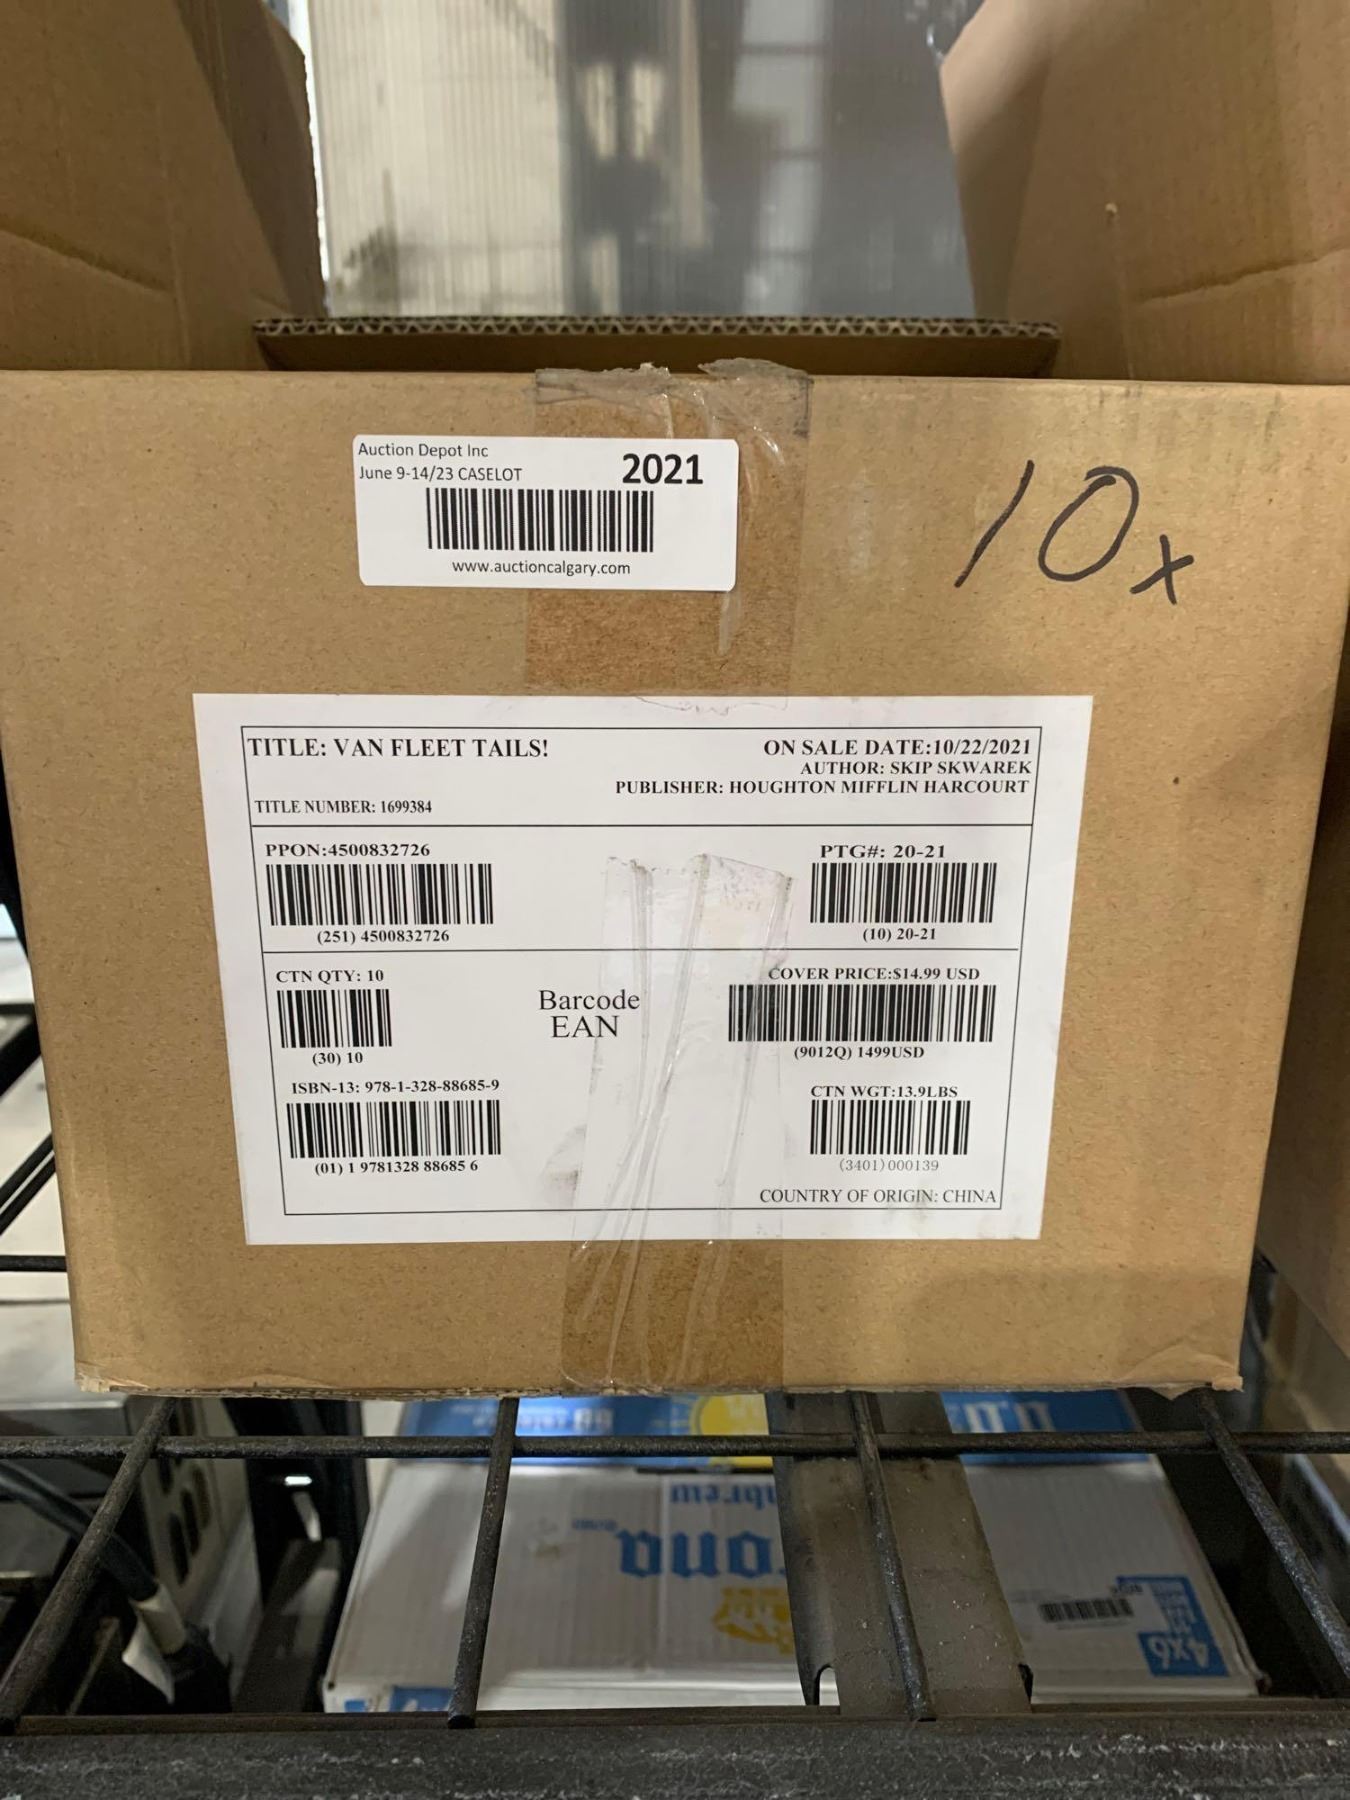 Auction Depot Inc
June 9-14/23 CASELOT
2021
www.auctioncalgary.com
10x
TITLE: VAN FLEET TAILS!
ON SALE DATE:10/22/2021
AUTHOR: SKIP SKWAREK
PUBLISHER: HOUGHTON MIFFLIN HARCOURT
TITLE NUMBER: 1699384
PPON:4500832726
(251) 4500832726
PTG#: 20-21
(10) 20-21
CTN QTY: 10
(30) 10
Barcode
EAN
COVER PRICE:$14.99 USD
(9012Q) 1499USD
ISBN-13: 978-1-328-88685-9
(01) 1 9781328 88685 6
CTN WGT:13.9LBS
(3401) 000139
COUNTRY OF ORIGIN: CHINA
4x6